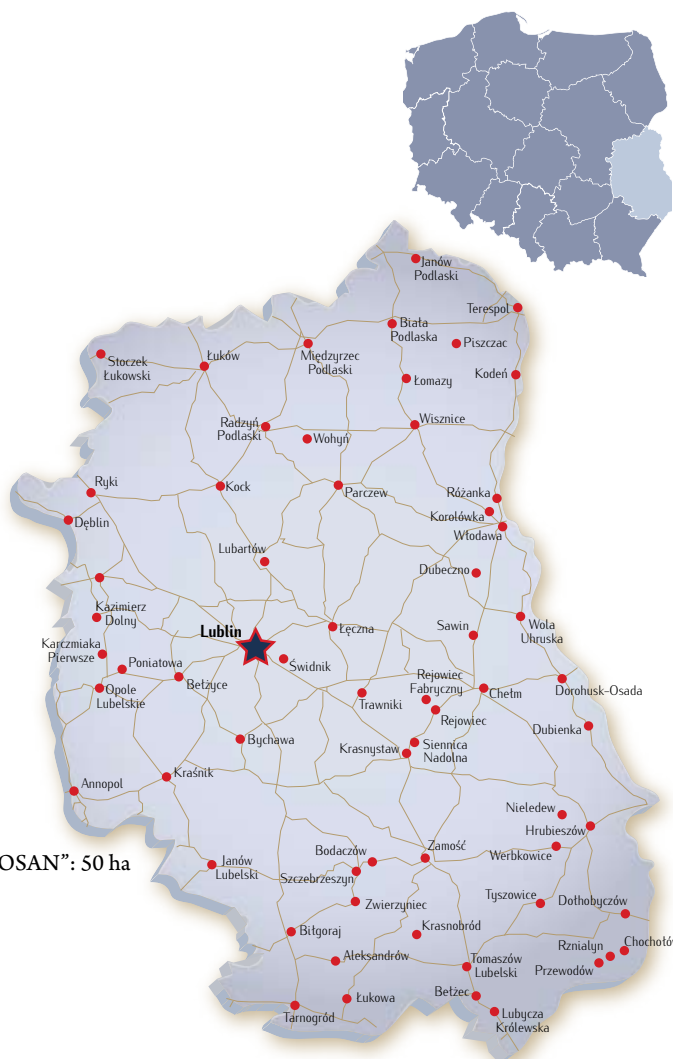 Janów
Podlaski
Terespol
Biała
Podlaska
Piszczac
Stoczek
Łukowski
Łuków
Międzyrzec
Podlaski
Łomazy
Kodeń
Radzyń
Podlaski
Wohyń
Wisznice
Ryki
Kock
Parczew
Różanka
Korolówka
Włodawa
Dęblin
Lubartów
Dubeczno
Kazimierz
Dolny
Lublin
Łęczna
Sawin
Wola
Uhruska
Karczmiaka
Pierwsze
Poniatowa
Świdnik
Bełżyce
Opole
Lubelskie
Trawniki
Rejowiec
Fabryczny
Rejowiec
Chełm
Dorohusk-Osada
Dubienka
Bychawa
Krasnystaw
Siennica
Nadolna
Annopol
Kraśnik
Nieledew
Hrubieszów
Werbkowice
OSAN”: 50 ha
Janów
Lubelski
Bodaczów
Szczebrzeszyn
Zamość
Zwierzyniec
Tyszowice
Dołhobyczów
Biłgoraj
Krasnobród
Aleksandrów
Tomaszów
Lubelski
Rznialyn
Chochołów
Przewodów
Łukowa
Bełżec
Tarnogród
Lubycza
Królewska